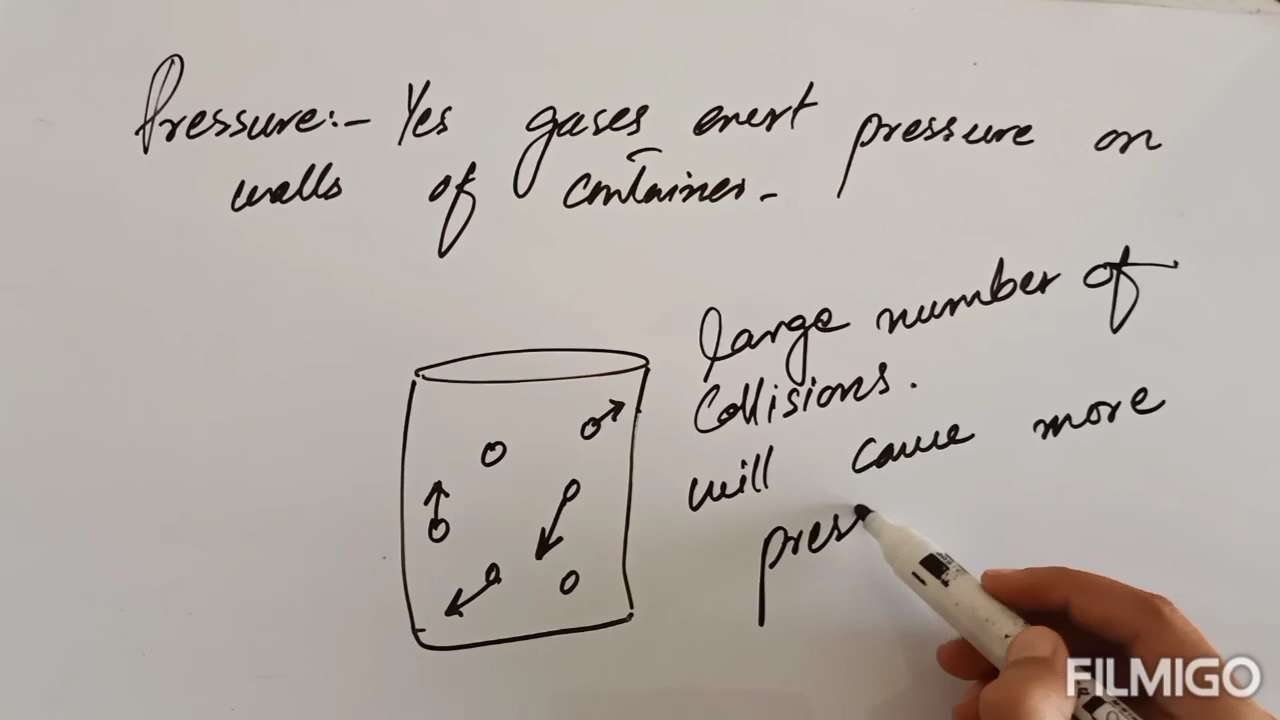 Pressure:- Yes gases exert pressure on
walls of container.
large number of
Collisions.
will cause more
pres
FILMIGO